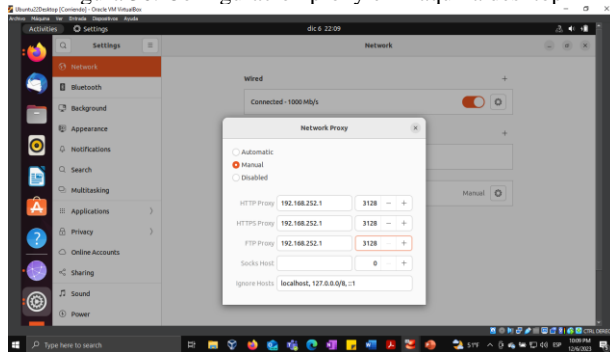 Ubuntu22Desktop [Corriendo] - Oracle VM VirtualBox
Archivo Máquina Ver Entrada Dispositivos Ayuda
Activities Settings dic 6 22:09
Settings Network
Network
Bluetooth
Background
Appearance
Notifications
Search
Multitasking
Applications
Privacy
Online Accounts
Sharing
Sound
Power
Wired
Connected - 1000 Mb/s
Manual
Network Proxy
Automatic
Manual
Disabled
HTTP Proxy 192.168.252.1 3128 - +
HTTPS Proxy 192.168.252.1 3128 - +
FTP Proxy 192.168.252.1 3128 - +
Socks Host 0 - +
Ignore Hosts localhost, 127.0.0.0/8, ::1
Type here to search
51°F
ESP
10:09 PM
12/6/2023